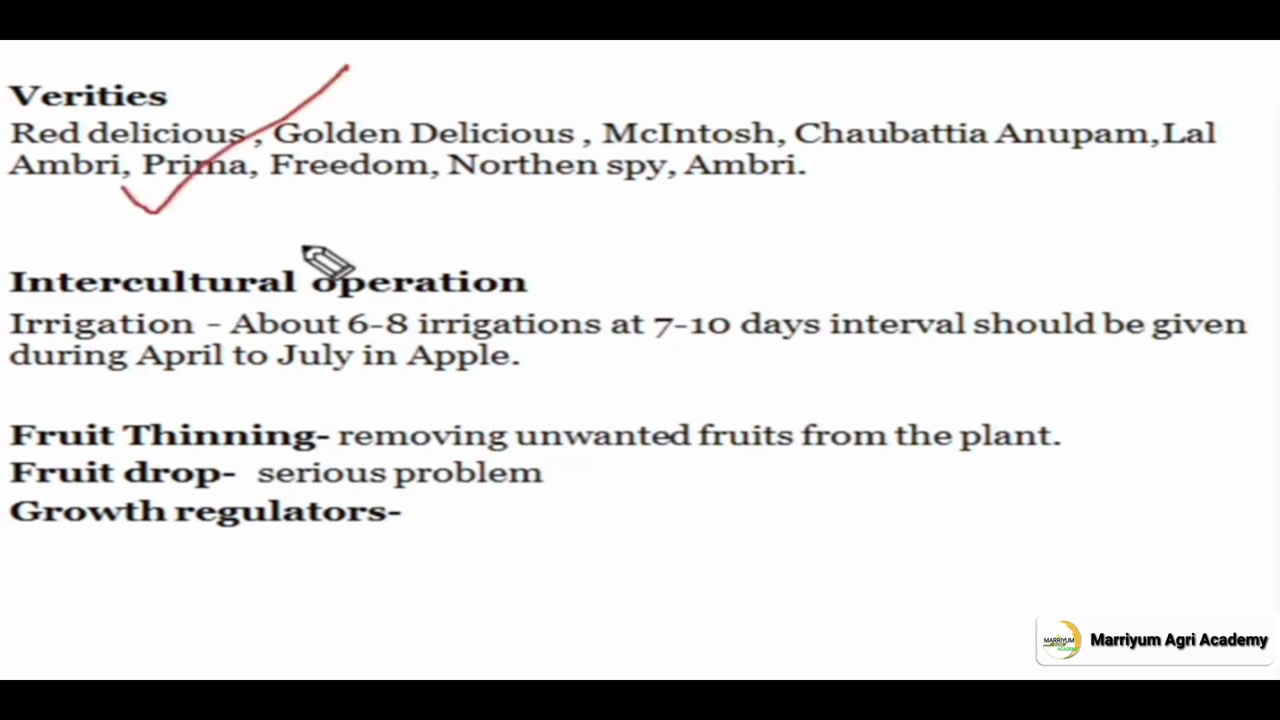 Verities
Red delicious , Golden Delicious , McIntosh, Chaubattia Anupam,Lal
Ambri, Prima, Freedom, Northen spy, Ambri.
Intercultural operation
Irrigation - About 6-8 irrigations at 7-10 days interval should be given
during April to July in Apple.
Fruit Thinning- removing unwanted fruits from the plant.
Fruit drop- serious problem
Growth regulators-
MARRIYUM
ACADEMY
Marriyum Agri Academy